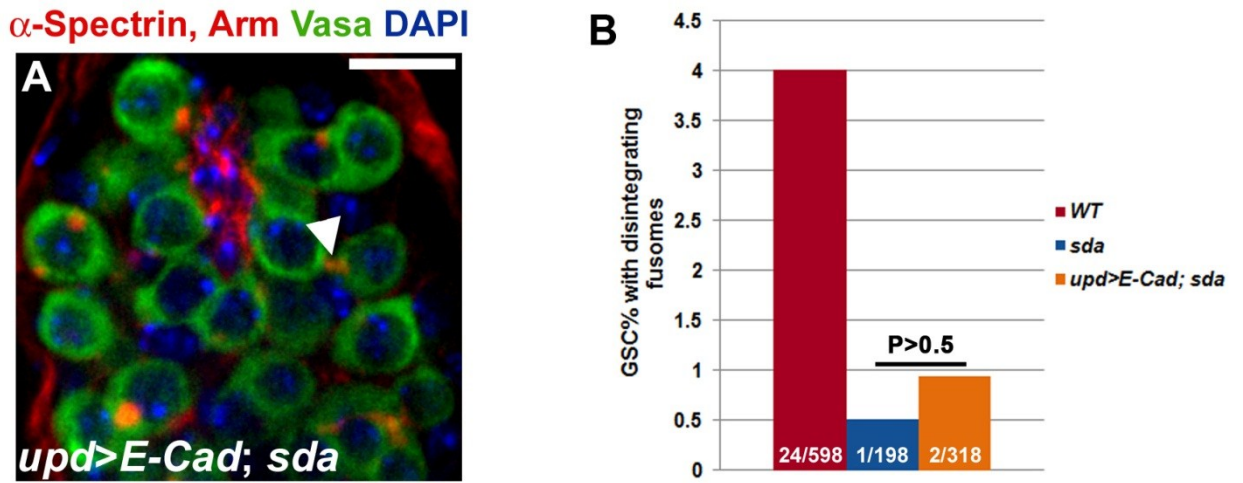 α-Spectrin, Arm Vasa DAPI
A
upd>E-Cad; sda
B
GSC% with disintegrating
fusomes
4.5
4
3.5
3
2.5
2
1.5
1
0.5
0
P>0.5
24/598
1/198
2/318
WT
sda
upd>E-Cad; sda